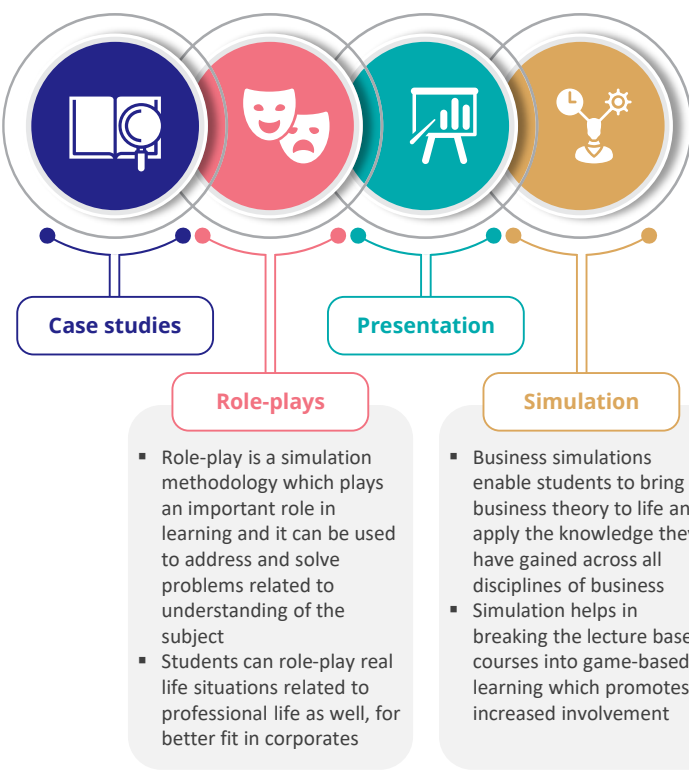 Case studies
Presentation
Role-plays
Simulation
▪ Role-play is a simulation
methodology which plays
an important role in
learning and it can be used
to address and solve
problems related to
understanding of the
subject
▪ Students can role-play real
life situations related to
professional life as well, for
better fit in corporates
▪ Business simulations
enable students to bring
business theory to life an
apply the knowledge they
have gained across all
disciplines of business
▪ Simulation helps in
breaking the lecture base
courses into game-based
learning which promotes
increased involvement